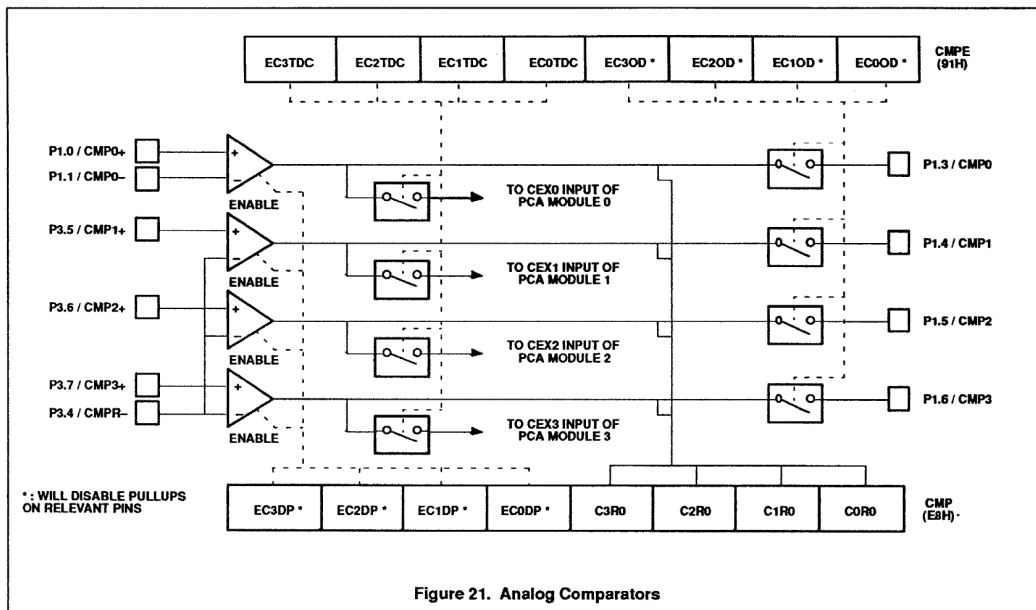 EC3TDC EC2TDC EC1TDC EC0TDC EC3OD * EC2OD * EC1OD * EC0OD *
CMPE
(91H)
P1.0 / CMP0+
P1.1 / CMP0–
+
–
ENABLE
TO CEX0 INPUT OF
PCA MODULE 0
P1.3 / CMP0
P3.5 / CMP1+
+
–
ENABLE
TO CEX1 INPUT OF
PCA MODULE 1
P1.4 / CMP1
P3.6 / CMP2+
+
–
ENABLE
TO CEX2 INPUT OF
PCA MODULE 2
P1.5 / CMP2
P3.7 / CMP3+
P3.4 / CMPR–
+
–
ENABLE
TO CEX3 INPUT OF
PCA MODULE 3
P1.6 / CMP3
* : WILL DISABLE PULLUPS
ON RELEVANT PINS
EC3DP * EC2DP * EC1DP * EC0DP * C3R0 C2R0 C1R0 C0R0
CMP
(E8H)
Figure 21. Analog Comparators